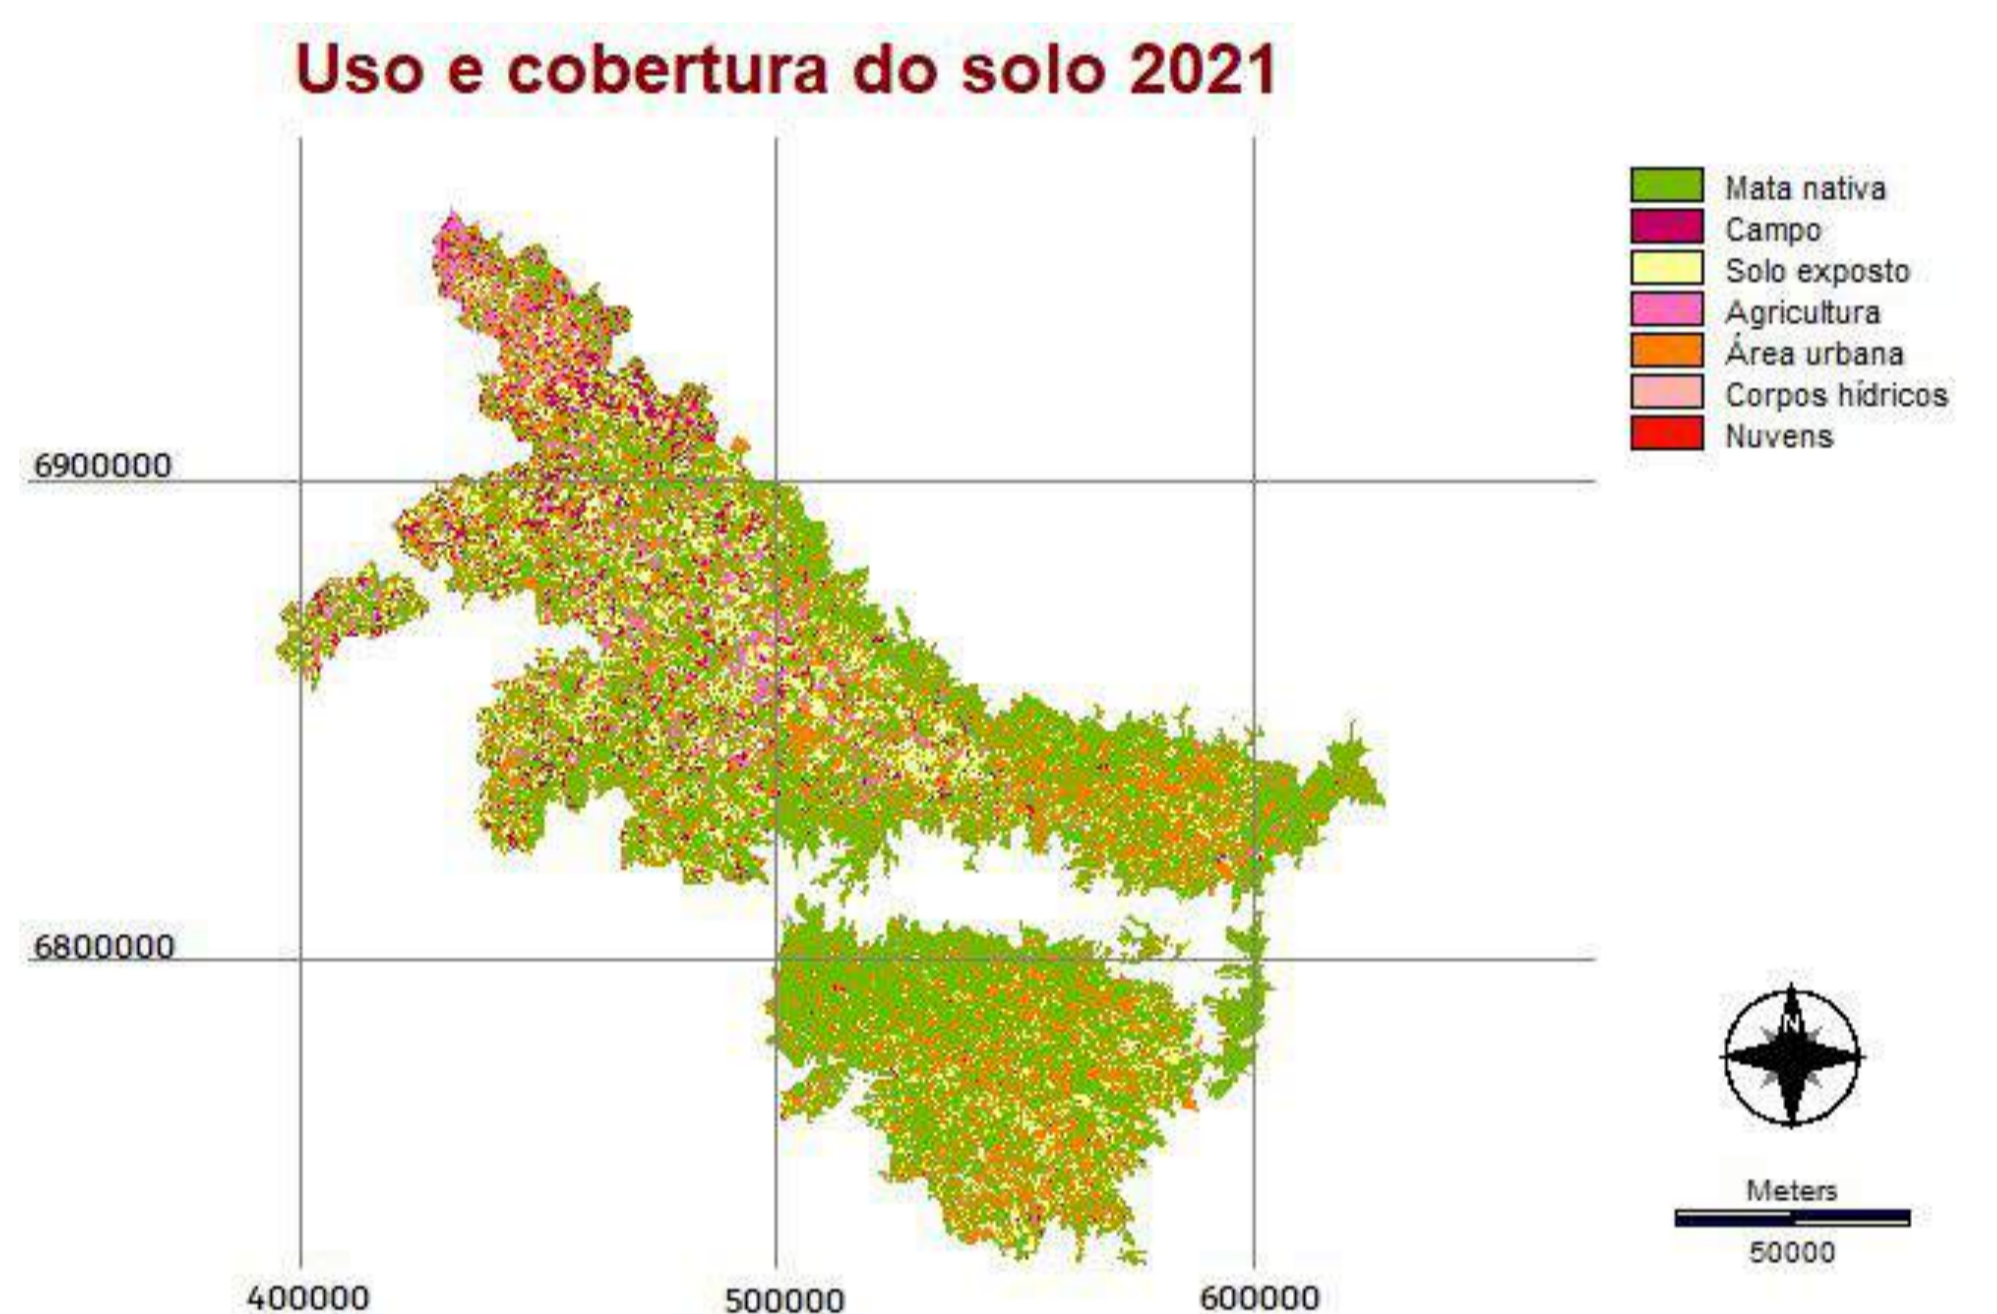 Uso e cobertura do solo 2021
Mata nativa
Campo
Solo exposto
Agricultura
Área urbana
Corpos hídricos
Nuvens
6900000
6800000
N
Meters
50000
400000
500000
600000